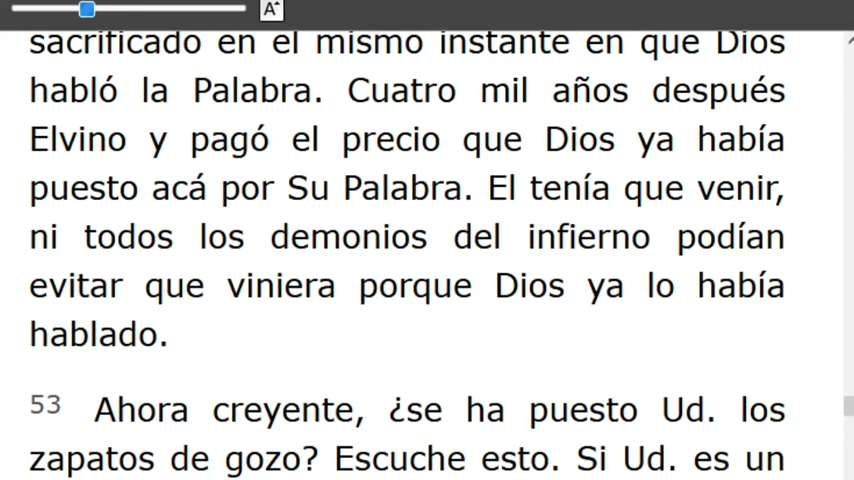 A
sacrificado en el mismo instante en que Dios
habló la Palabra. Cuatro mil años después
Elvino y pagó el precio que Dios ya había
puesto acá por Su Palabra. El tenía que venir,
ni todos los demonios del infierno podían
evitar que viniera porque Dios ya lo había
hablado.
53 Ahora creyente, ¿se ha puesto Ud. los
zapatos de gozo? Escuche esto. Si Ud. es un